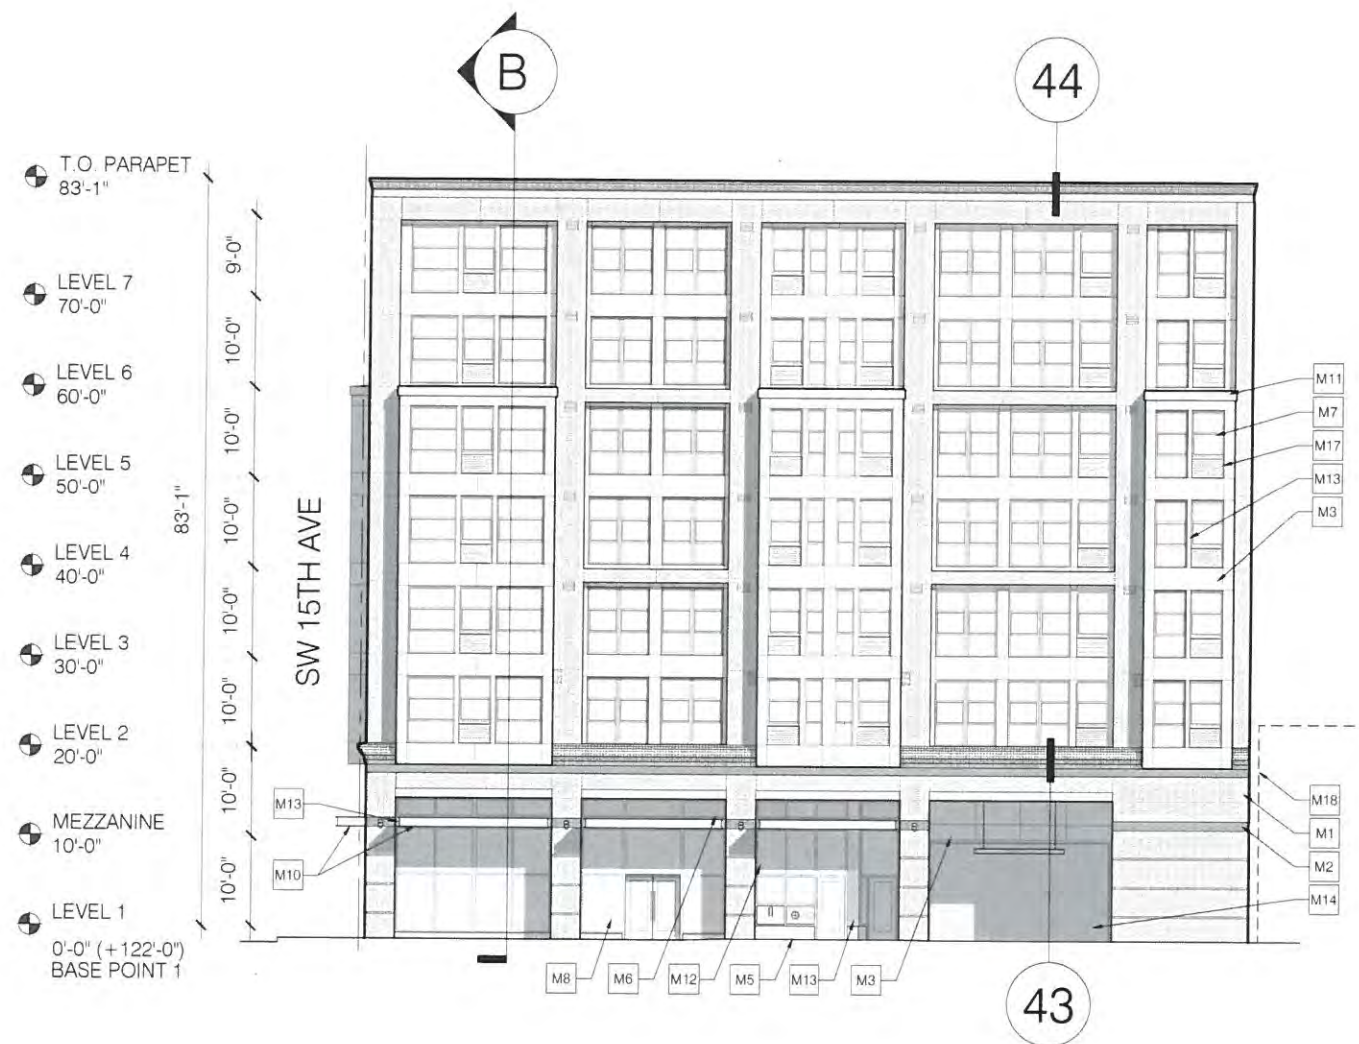 B
44
T.O. PARAPET
83'-1"
9'-0"
LEVEL 7
70'-0"
10'-0"
LEVEL 6
60'-0"
M11
M7
10'-0"
M17
LEVEL 5
50'-0"
M13
83'-1"
M3
10'-0"
SW 15TH AVE
LEVEL 4
40'-0"
10'-0"
LEVEL 3
30'-0"
10'-0"
LEVEL 2
20'-0"
10'-0"
M13
M18
MEZZANINE
10'-0"
M1
M10
M2
10'-0"
M14
LEVEL 1
0'-0" (+122'-0")
BASE POINT 1
M8
M6
M12
M5
M13
M3
43